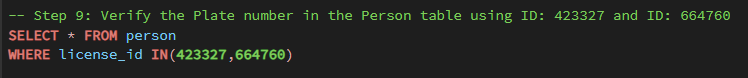 -- Step 9: Verify the Plate number in the Person table using ID: 423327 and ID: 664760
SELECT * FROM person
WHERE license_id IN(423327,664760)